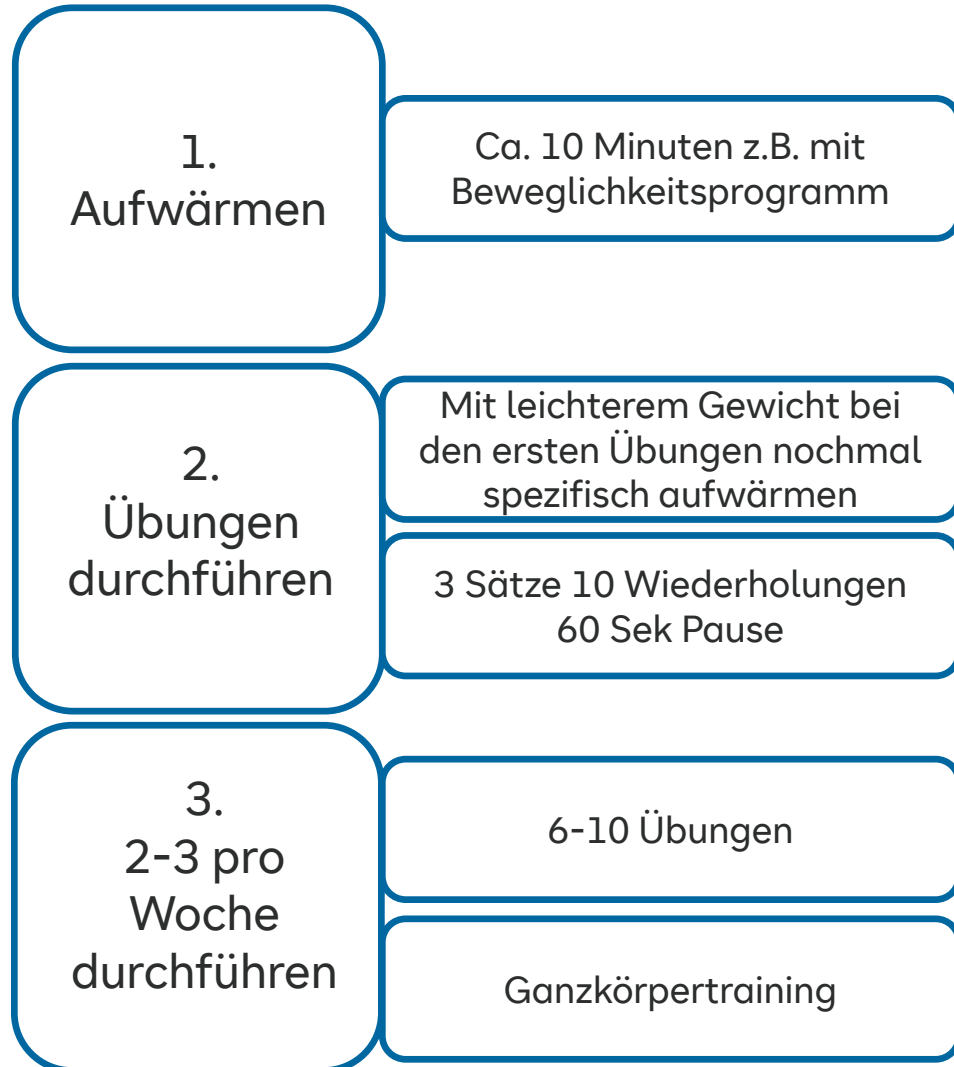 1.
Aufwärmen
Ca. 10 Minuten z.B. mit
Beweglichkeitsprogramm
2.
Übungen
durchführen
Mit leichterem Gewicht bei
den ersten Übungen nochmal
spezifisch aufwärmen
3 Sätze 10 Wiederholungen
60 Sek Pause
3.
2-3 pro
Woche
durchführen
6-10 Übungen
Ganzkörpertraining